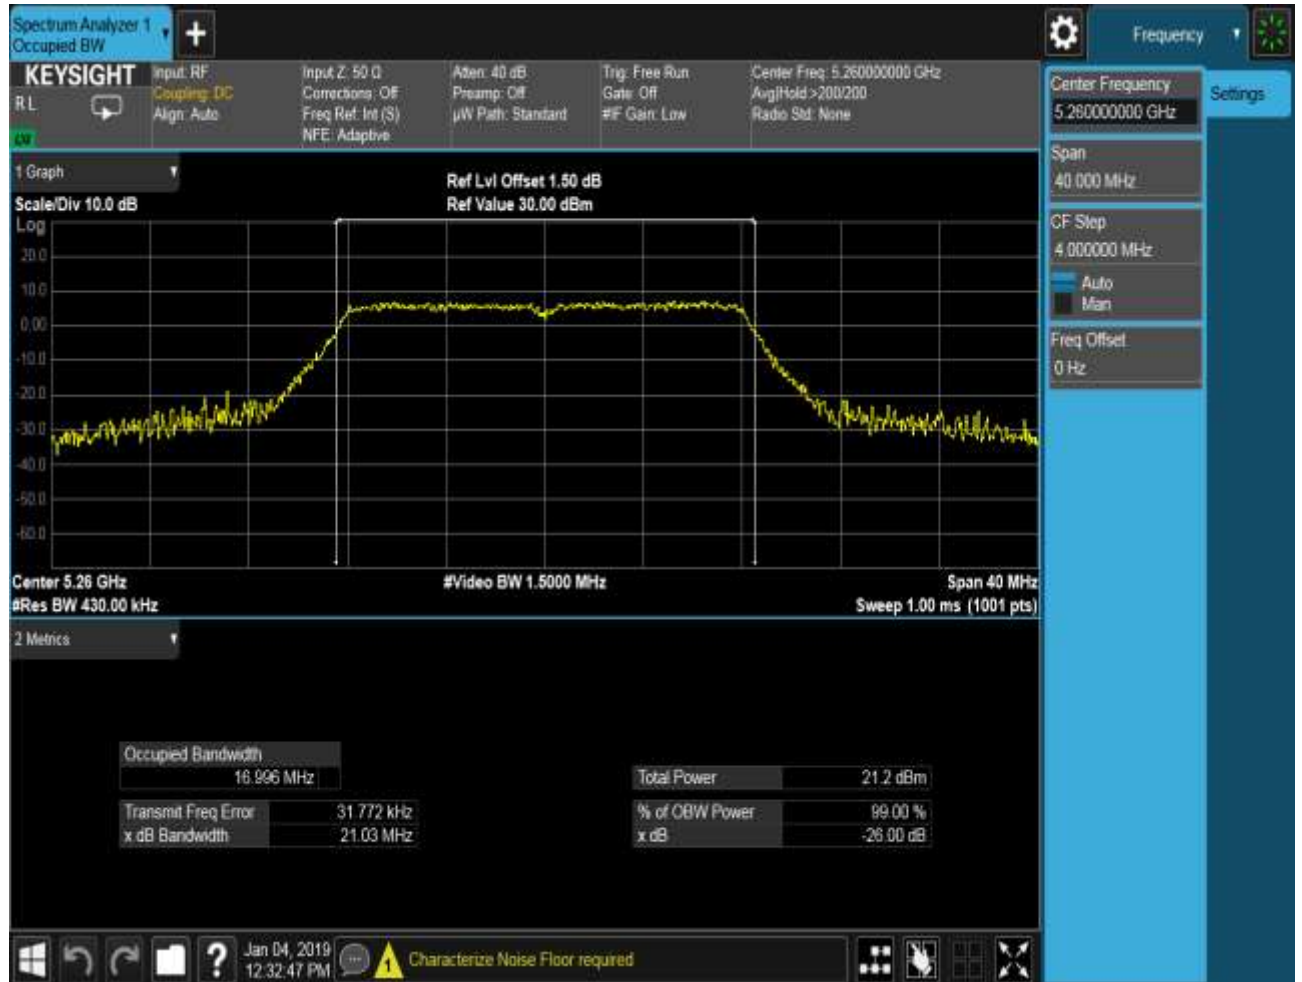 Spectrum Analyzer 1
Occupied BW
Frequency
KEYSIGHT
RL
Input: RF
Coupling: DC
Align: Auto
Input Z: 50 Ω
Corrections: Off
Freq Ref: Int (S)
NFE: Adaptive
Atten: 40 dB
Preamp: Off
µW Path: Standard
Trig: Free Run
Gate: Off
#IF Gain: Low
Center Freq: 5.260000000 GHz
Avg|Hold:>200/200
Radio Std: None
Center Frequency
5.260000000 GHz
Settings
Span
40.000 MHz
CF Step
4.000000 MHz
Auto
Man
Freq Offset
0 Hz
1 Graph
Scale/Div 10.0 dB
Ref Lvl Offset 1.50 dB
Ref Value 30.00 dBm
Log
20.0
10.0
0.00
-10.0
-20.0
-30.0
-40.0
-50.0
-60.0
Center 5.26 GHz
#Video BW 1.5000 MHz
Span 40 MHz
#Res BW 430.00 kHz
Sweep 1.00 ms (1001 pts)
2 Metrics
Occupied Bandwidth
16.996 MHz
Total Power 21.2 dBm
Transmit Freq Error 31.772 kHz
% of OBW Power 99.00 %
x dB Bandwidth 21.03 MHz
x dB -26.00 dB
?
Jan 04, 2019
12:32:47 PM
1
Characterize Noise Floor required